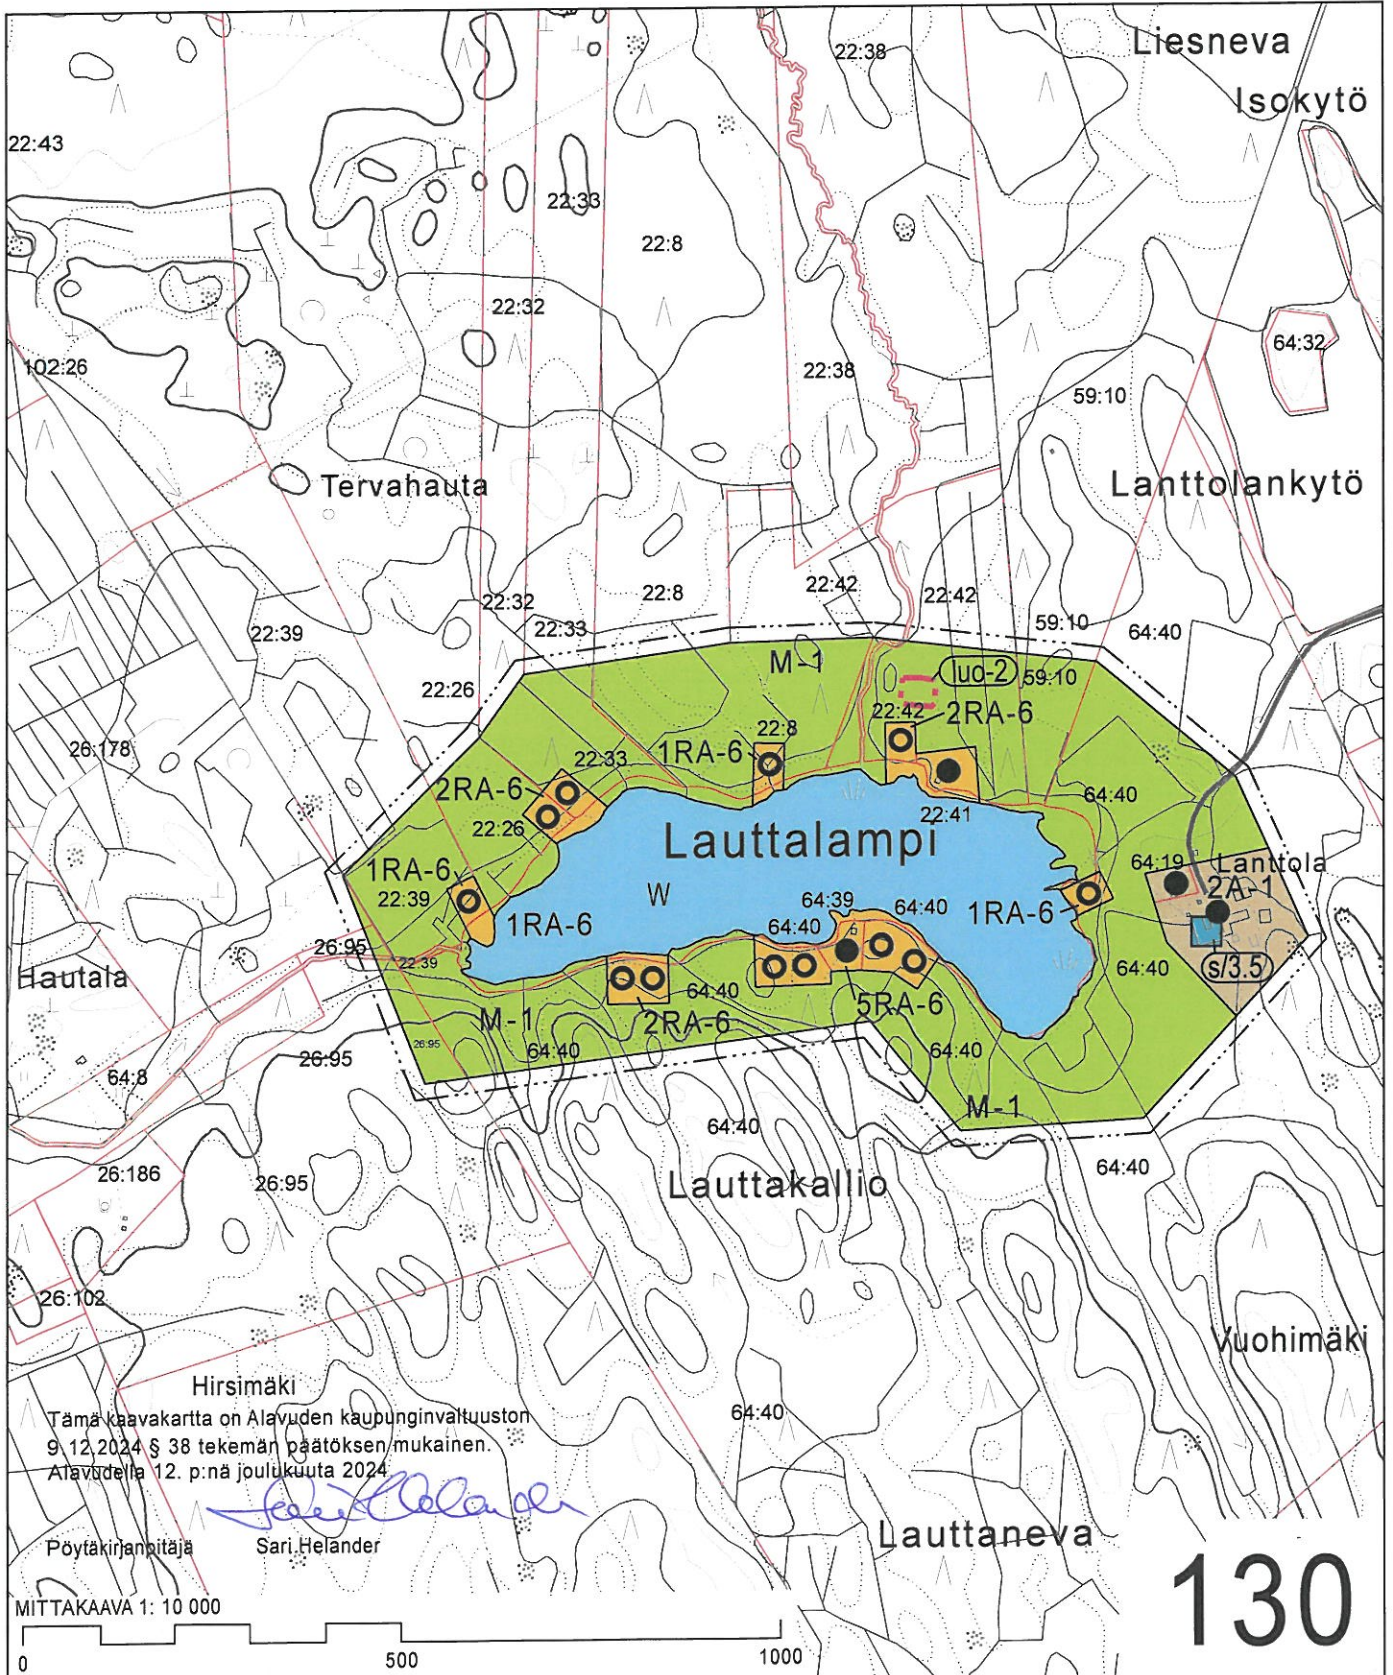 Liesneva
22:38
Isokytö
22:43
22:33
22:8
22:32
64:32
102:26
22:38
59:10
Tervahauta
Lanttolankytö
22:42
22:42
22:32
22:8
22:33
59:10
64:40
22:39
M-1
luo-2
59:10
22:26
22:42
2RA-6
22:8
26:178
22:33
1RA-6
2RA-6
64:40
22:41
22:26
Lauttalampi
64:19
Lanttola
1RA-6
2A-1
22:39
W
64:39
64:40
1RA-6
1RA-6
64:40
26:95
22:39
64:40
s/3.5
Hautala
64:40
5RA-6
M-1
2RA-6
26:95
64:40
64:40
26:95
64:8
M-1
64:40
26:186
26:95
Lauttakallio
64:40
26:102
Vuohimäki
Hirsimäki
64:40
Tämä kaavakartta on Alavuden kaupunginvaltuuston
9.12.2024 § 38 tekemän päätöksen mukainen.
Alavudella 12. p:nä joulukuuta 2024
Lauttaneva
Pöytäkirjanpitäjä
Sari Helander
130
MITTAKAAVA 1: 10 000
0
500
1000